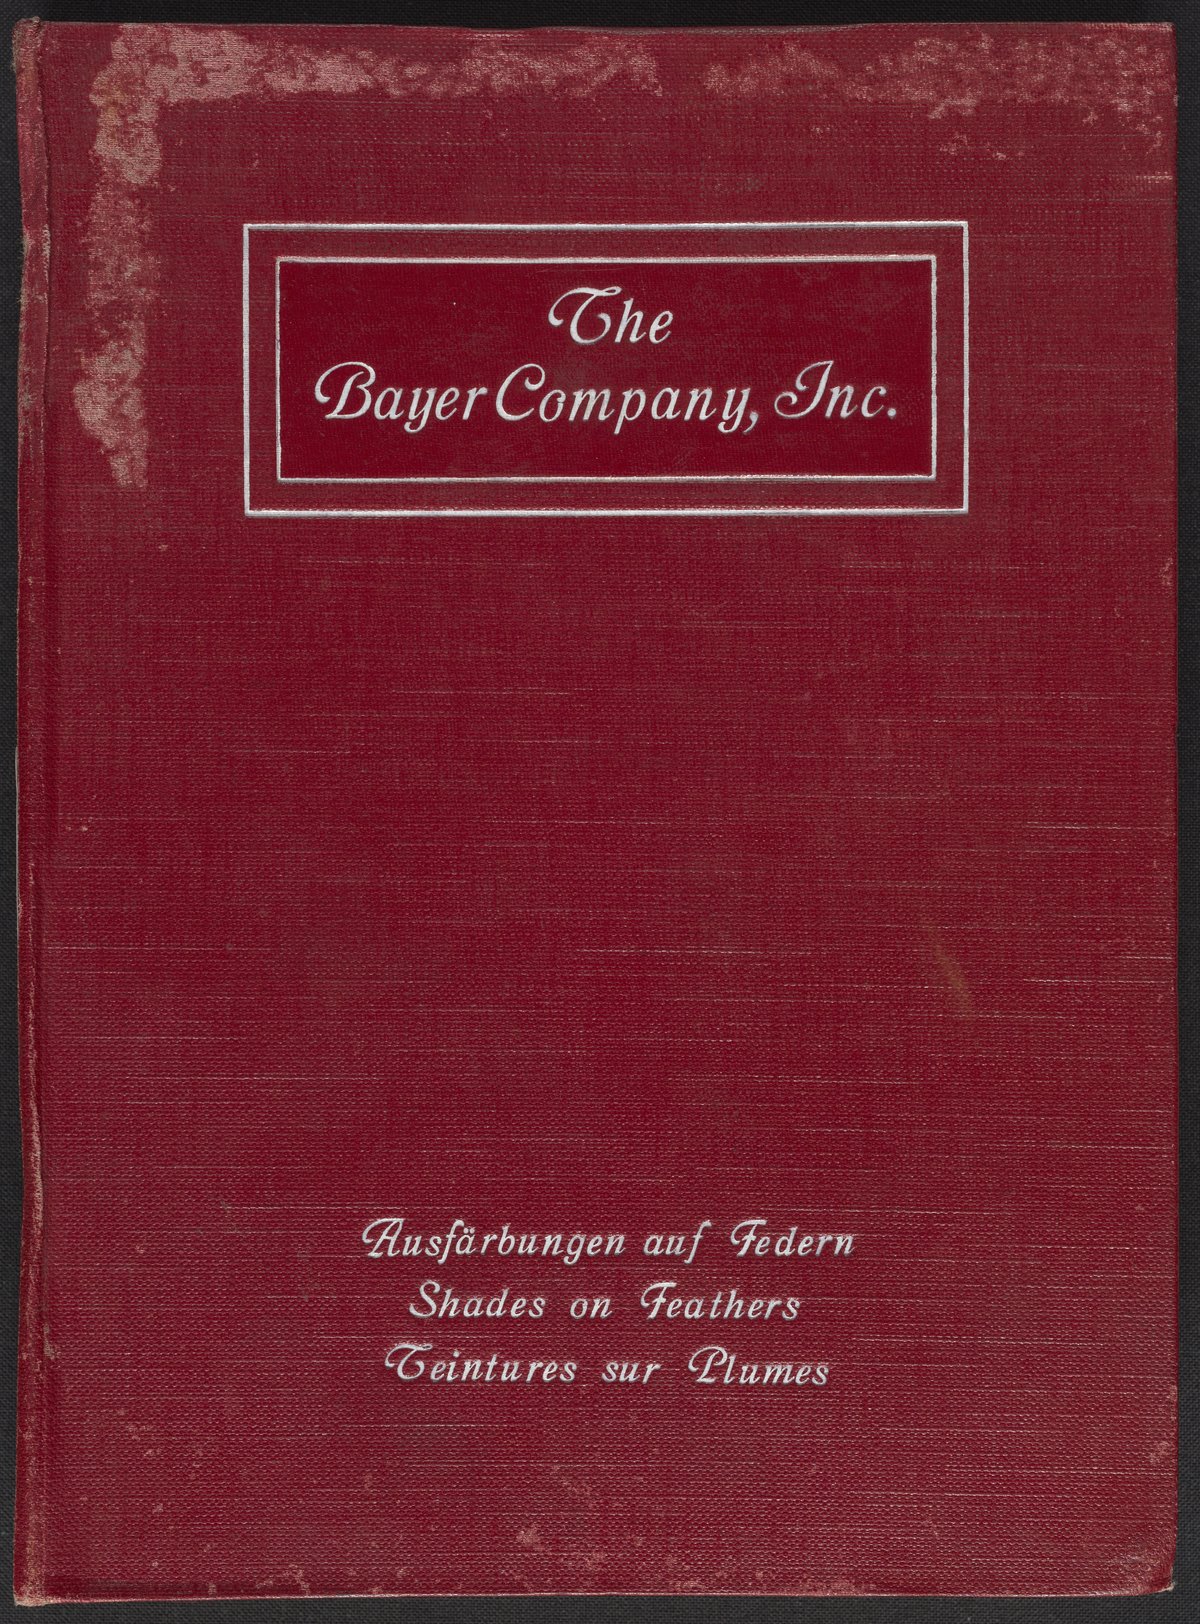 The
Bayer Company, Inc.
Ausfärbungen auf Federn
Shades on Feathers
Teintures sur Plumes